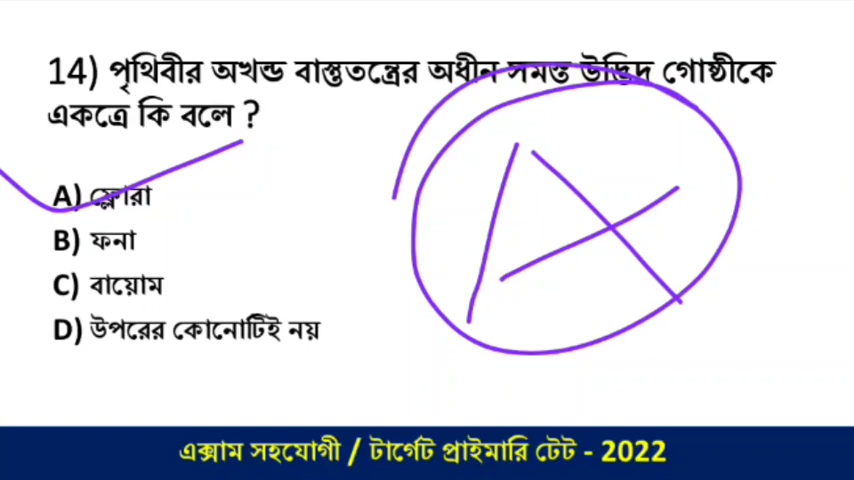 14) পৃথিবীর অখন্ড বাস্তুতন্ত্রের অধীন সমস্ত উদ্ভিদ গোষ্ঠীকে
একত্রে কি বলে ?
A) ফ্লোরা
B) ফনা
C) বায়োম
D) উপরের কোনোটিই নয়
A
এক্সাম সহযোগী / টার্গেট প্রাইমারি টেট - 2022